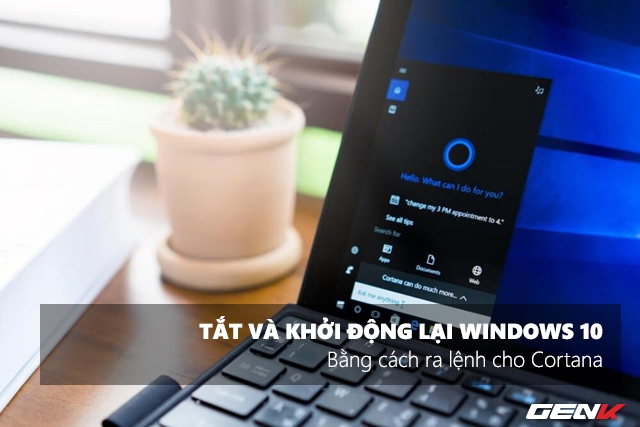 Hello. What can I do for you?
"change my 3 PM appointment to 4."
See all tips
Search for
Apps
Documents
Web
Cortana can do much more...
Ask me anything
TẮT VÀ KHỞI ĐỘNG LẠI WINDOWS 10
Bằng cách ra lệnh cho Cortana
GENK